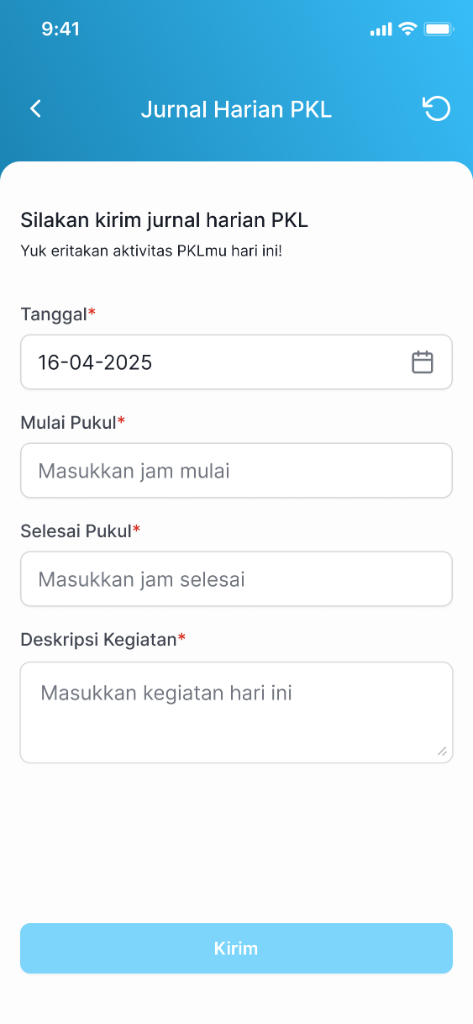 9:41
Jurnal Harian PKL
Silakan kirim jurnal harian PKL
Yuk eritakan aktivitas PKLmu hari ini!
Tanggal*
16-04-2025
Mulai Pukul*
Masukkan jam mulai
Selesai Pukul*
Masukkan jam selesai
Deskripsi Kegiatan*
Masukkan kegiatan hari ini
Kirim